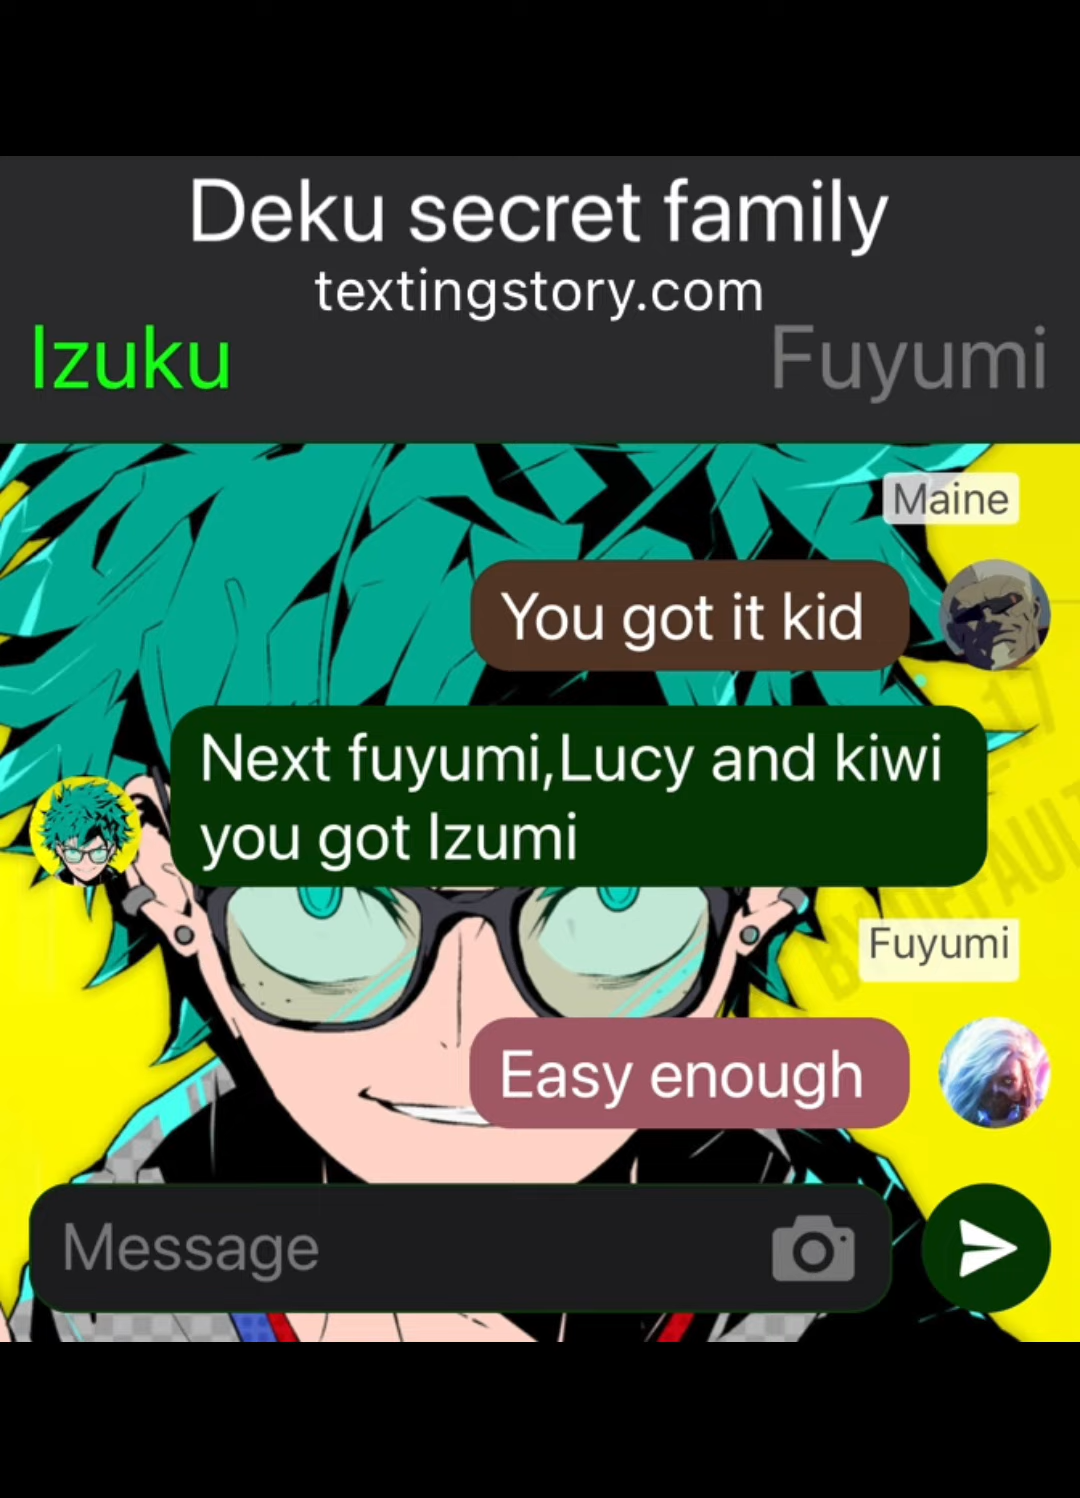 Deku secret family
textingstory.com
Izuku
Fuyumi
Maine
You got it kid
Next fuyumi,Lucy and kiwi
you got Izumi
Fuyumi
Easy enough
Message